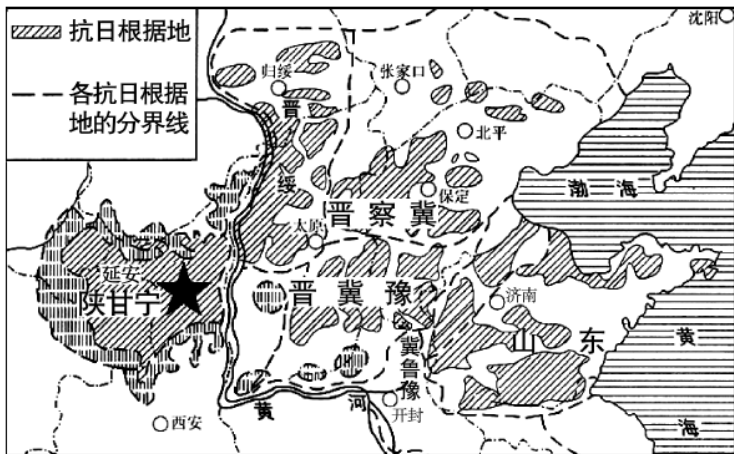 抗日根据地
各抗日根据
地的分界线
沈阳
归绥
张家口
晋
北平
绥
保定
渤海
晋察冀
太原
延安
陕甘宁
晋冀豫
济南
山东
黄
冀鲁豫
西安
黄河
开封
海